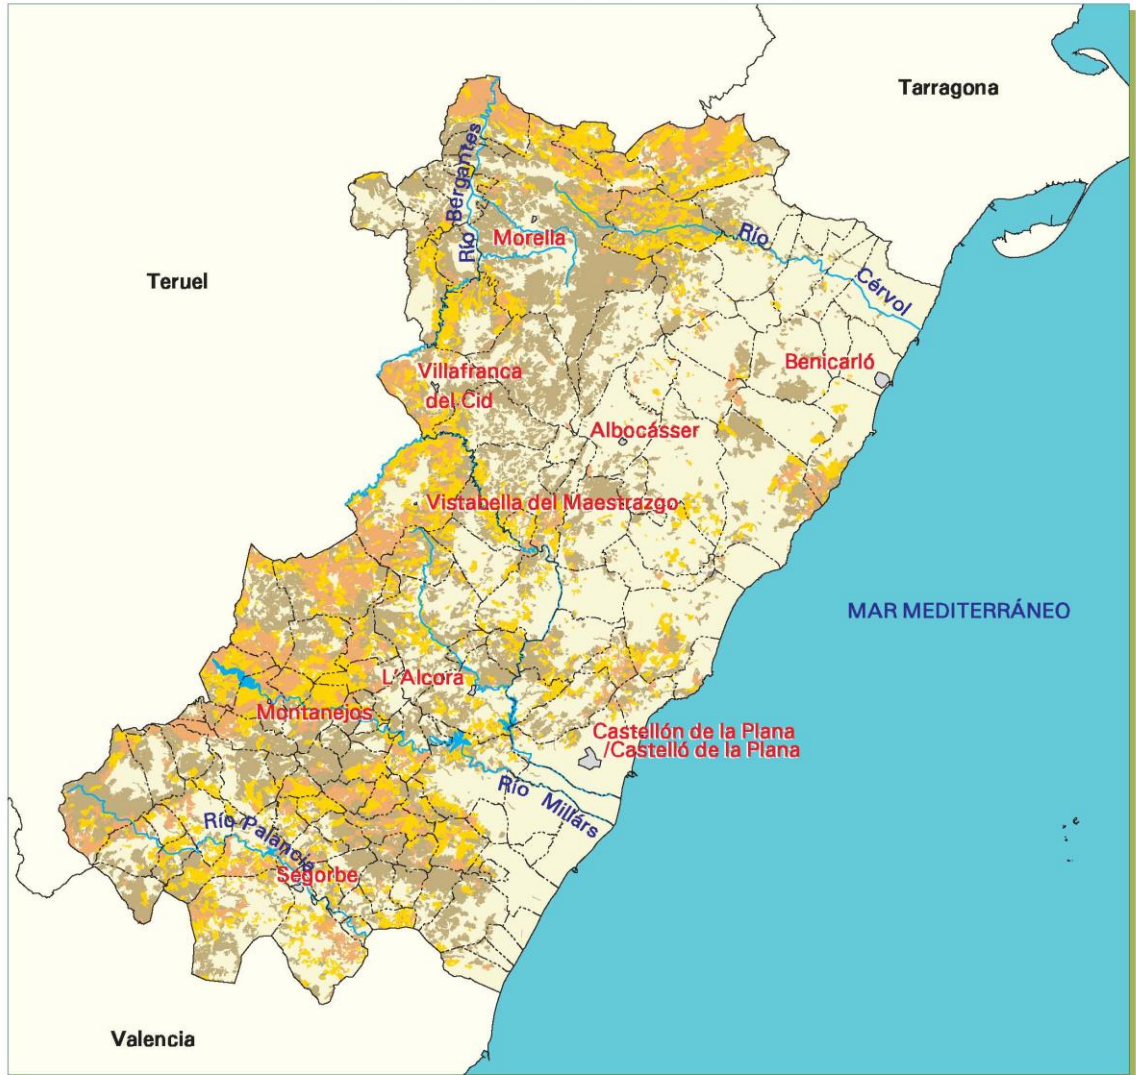 Tarragona
Río Bergantes
Morella
Río Cérvol
Teruel
Benicarló
Villafranca
del Cid
Albocásser
Vistabella del Maestrazgo
MAR MEDITERRÁNEO
L'Alcora
Montanejos
Castellón de la Plana
/Castelló de la Plana
Río Millárs
Río Palancia
Segorbe
Valencia